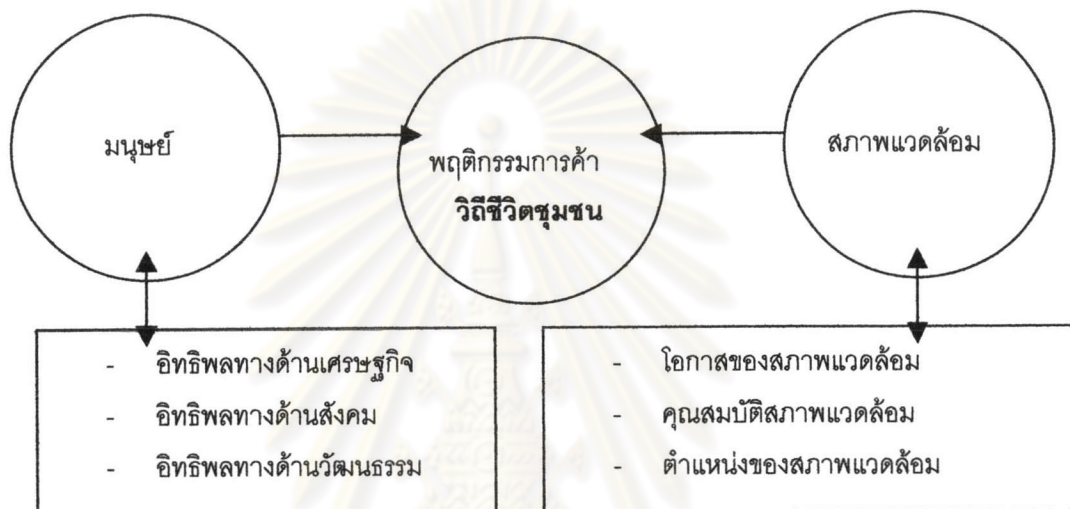 มนุษย์
พฤติกรรมการค้า
วิถีชีวิตชุมชน
สภาพแวดล้อม
- อิทธิพลทางด้านเศรษฐกิจ
- อิทธิพลทางด้านสังคม
- อิทธิพลทางด้านวัฒนธรรม
- โอกาสของสภาพแวดล้อม
- คุณสมบัติสภาพแวดล้อม
- ตำแหน่งของสภาพแวดล้อม